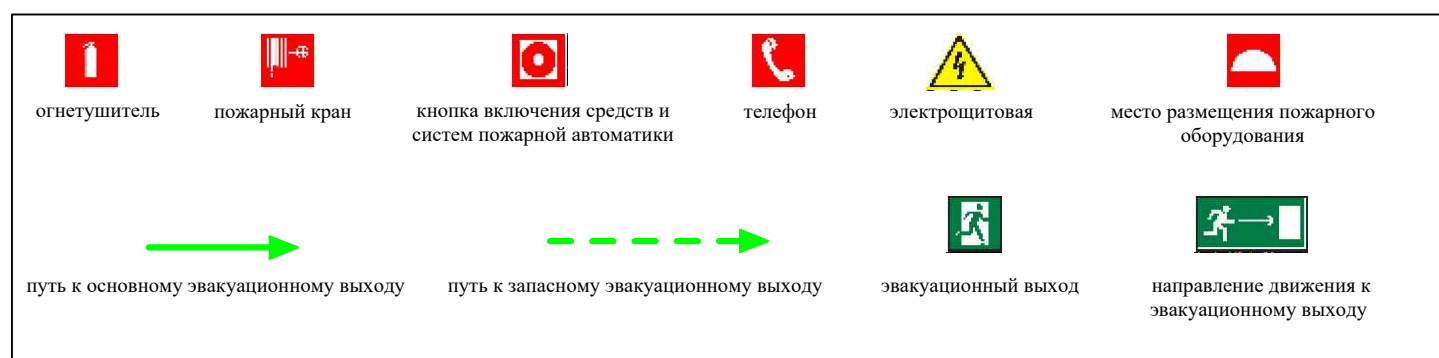 огнетушитель
пожарный кран
кнопка включения средств и
систем пожарной автоматики
телефон
электрощитовая
место размещения пожарного
оборудования
путь к основному эвакуационному выходу
путь к запасному эвакуационному выходу
эвакуационный выход
направление движения к
эвакуационному выходу